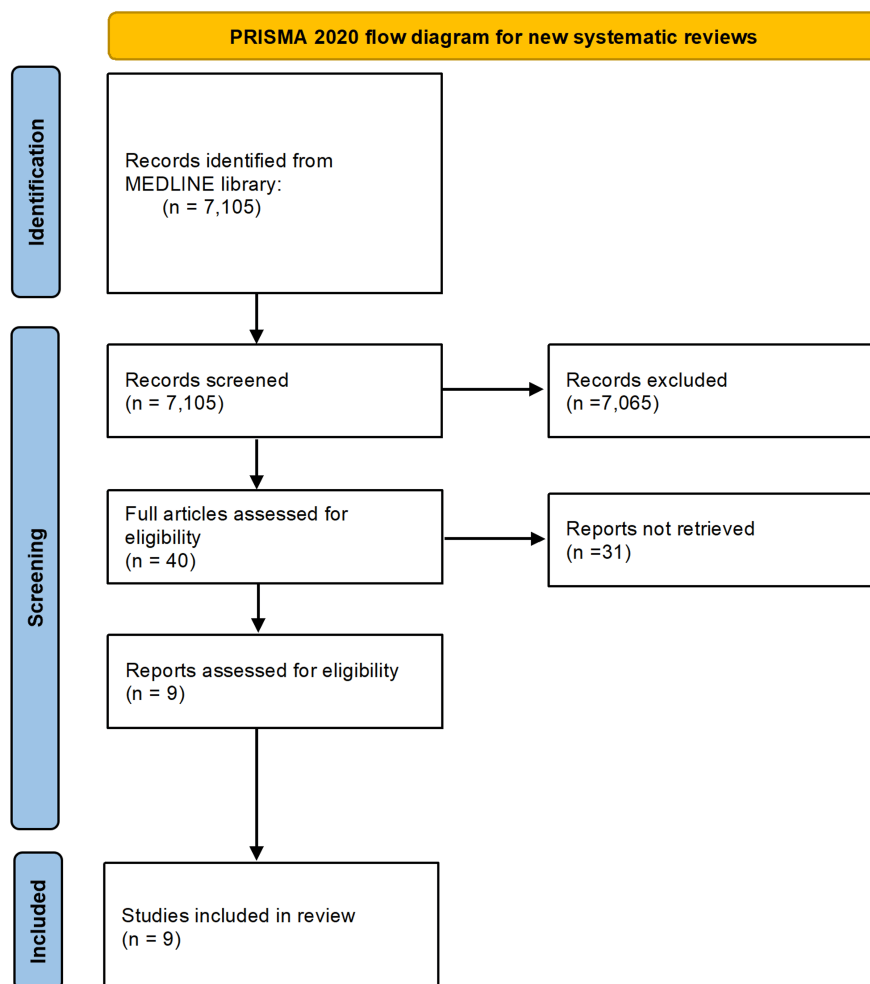 PRISMA 2020 flow diagram for new systematic reviews
Identification
Records identified from
MEDLINE library:
(n = 7,105)
Screening
Records screened
(n = 7,105)
Records excluded
(n =7,065)
Full articles assessed for
eligibility
(n = 40)
Reports not retrieved
(n =31)
Reports assessed for eligibility
(n = 9)
Included
Studies included in review
(n = 9)